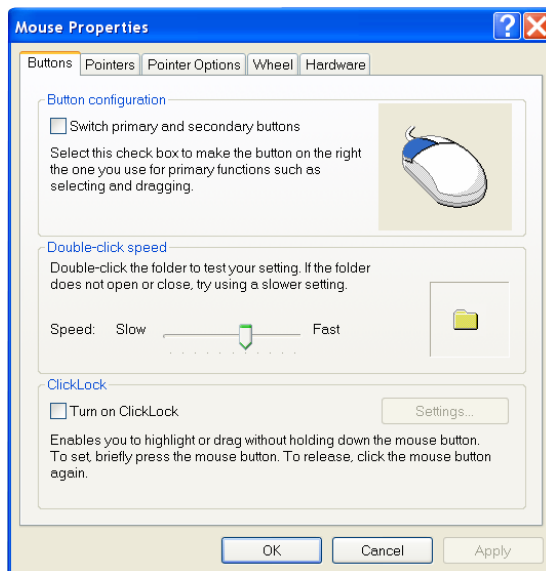 Mouse Properties
?
Buttons Pointers Pointer Options Wheel Hardware
Button configuration
Switch primary and secondary buttons
Select this check box to make the button on the right
the one you use for primary functions such as
selecting and dragging.
Double-click speed
Double-click the folder to test your setting. If the folder
does not open or close, try using a slower setting.
Speed: Slow Fast
ClickLock
Turn on ClickLock Settings...
Enables you to highlight or drag without holding down the mouse button.
To set, briefly press the mouse button. To release, click the mouse button
again.
OK Cancel Apply